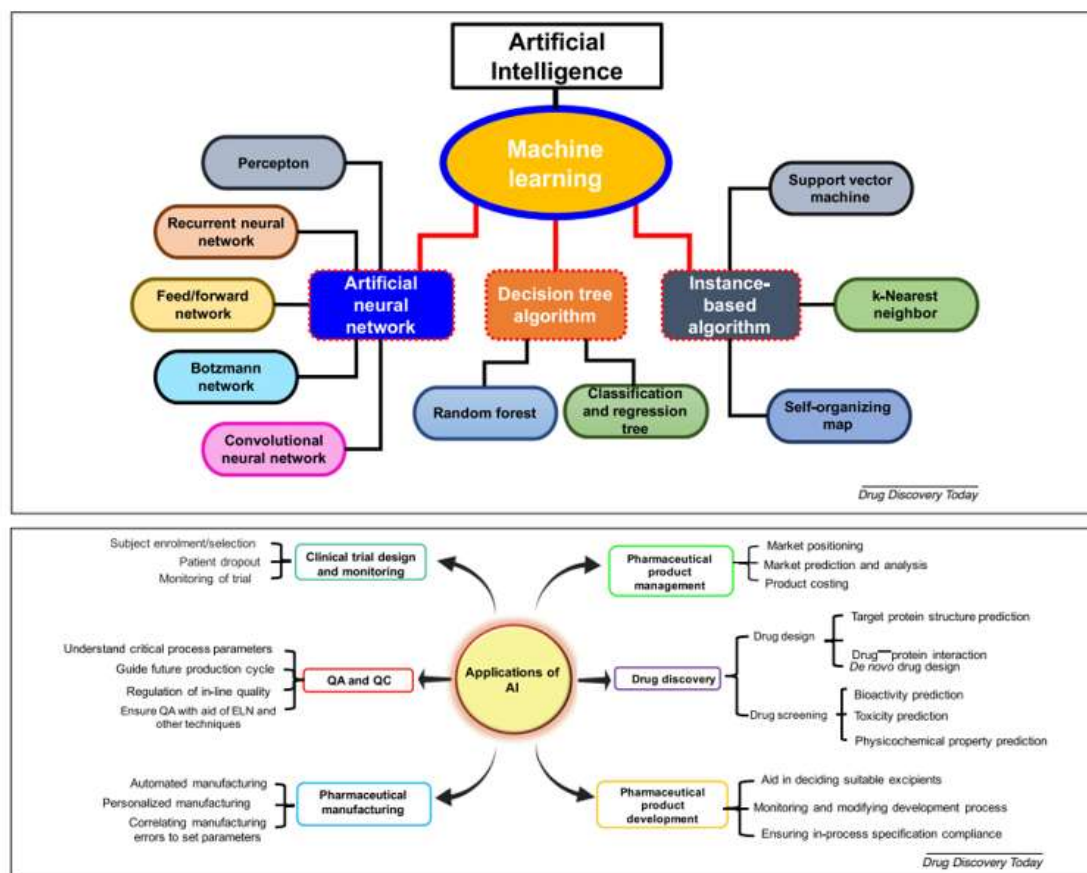 Artificial
Intelligence
Machine
learning
Percepton
Recurrent neural
network
Feed/forward
network
Botzmann
network
Convolutional
neural network
Artificial
neural
network
Decision tree
algorithm
Random forest
Classification
and regression
tree
Instance-
based
algorithm
Support vector
machine
k-Nearest
neighbor
Self-organizing
map
Drug Discovery Today
Applications of
AI
Subject enrolment/selection
Patient dropout
Monitoring of trial
Clinical trial design
and monitoring
Understand critical process parameters
Guide future production cycle
Regulation of in-line quality
Ensure QA with aid of ELN and
other techniques
QA and QC
Automated manufacturing
Personalized manufacturing
Correlating manufacturing
errors to set parameters
Pharmaceutical
manufacturing
Pharmaceutical
product
management
Market positioning
Market prediction and analysis
Product costing
Drug discovery
Drug design
Target protein structure prediction
Drug—protein interaction
De novo drug design
Drug screening
Bioactivity prediction
Toxicity prediction
Physicochemical property prediction
Pharmaceutical
product
development
Aid in deciding suitable excipients
Monitoring and modifying development process
Ensuring in-process specification compliance
Drug Discovery Today